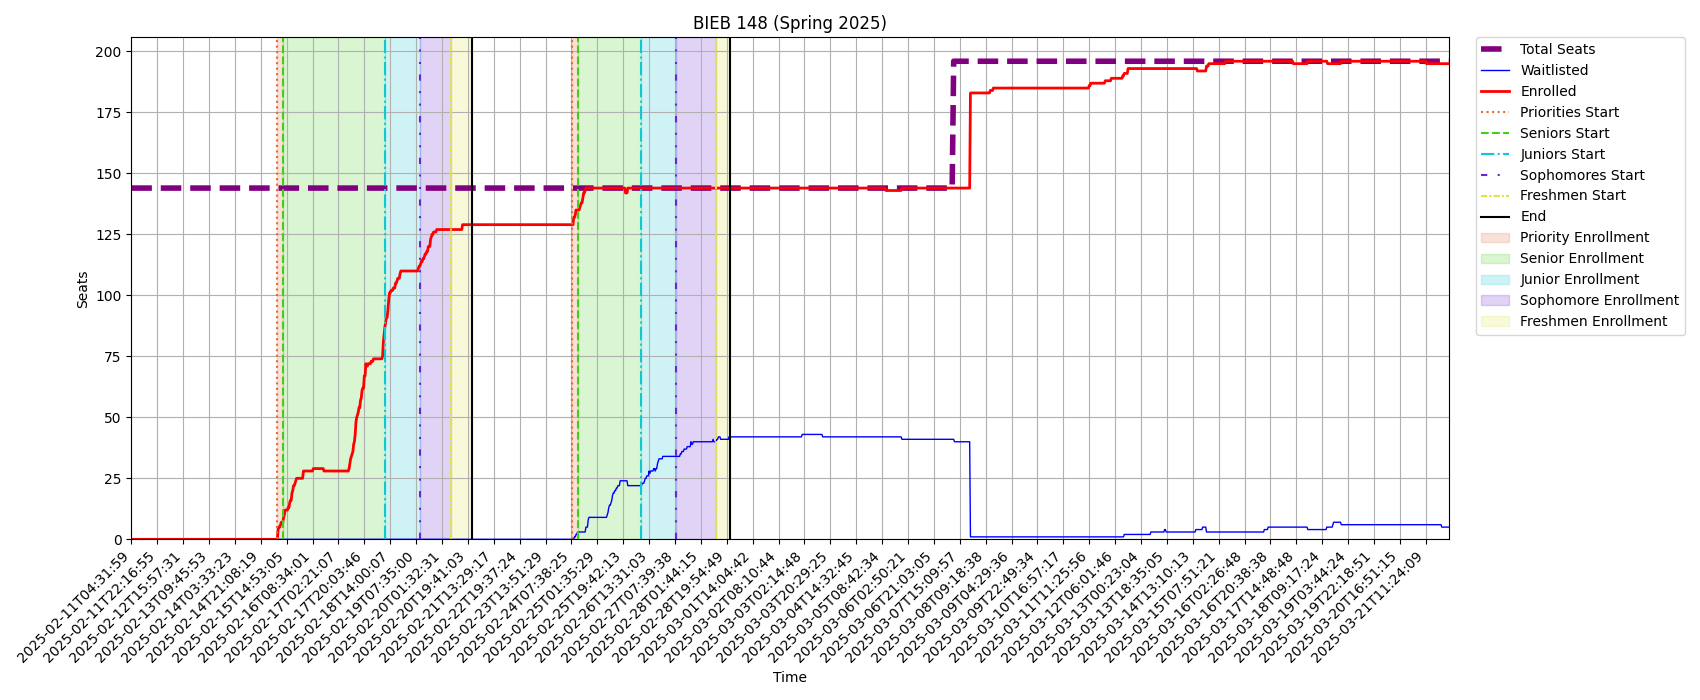 BIEB 148 (Spring 2025)
Seats
200
175
150
125
100
75
50
25
0
2025-02-11T04:31:59
2025-02-11T22:16:55
2025-02-12T15:57:31
2025-02-13T09:45:53
2025-02-14T03:33:23
2025-02-14T21:08:19
2025-02-15T14:53:05
2025-02-16T08:34:01
2025-02-17T02:21:07
2025-02-17T20:03:46
2025-02-18T14:00:07
2025-02-19T07:35:00
2025-02-20T01:32:31
2025-02-20T19:41:03
2025-02-21T13:29:17
2025-02-22T19:37:24
2025-02-23T13:51:29
2025-02-24T07:38:25
2025-02-25T01:35:29
2025-02-25T19:42:13
2025-02-26T13:31:03
2025-02-27T07:39:38
2025-02-28T01:44:15
2025-02-28T19:54:49
2025-03-01T14:04:42
2025-03-02T08:10:44
2025-03-03T02:14:48
2025-03-03T20:29:25
2025-03-04T14:32:45
2025-03-05T08:42:34
2025-03-06T02:50:21
2025-03-06T21:03:05
2025-03-07T15:09:57
2025-03-08T09:18:38
2025-03-09T04:29:36
2025-03-09T22:49:34
2025-03-10T16:57:17
2025-03-11T11:25:56
2025-03-12T06:01:46
2025-03-13T00:23:04
2025-03-13T18:35:05
2025-03-14T13:10:13
2025-03-15T07:51:21
2025-03-16T02:26:48
2025-03-16T20:38:38
2025-03-17T14:48:48
2025-03-18T09:17:24
2025-03-19T03:44:24
2025-03-19T22:18:51
2025-03-20T16:51:15
2025-03-21T11:24:09
Time
Total Seats
Waitlisted
Enrolled
Priorities Start
Seniors Start
Juniors Start
Sophomores Start
Freshmen Start
End
Priority Enrollment
Senior Enrollment
Junior Enrollment
Sophomore Enrollment
Freshmen Enrollment